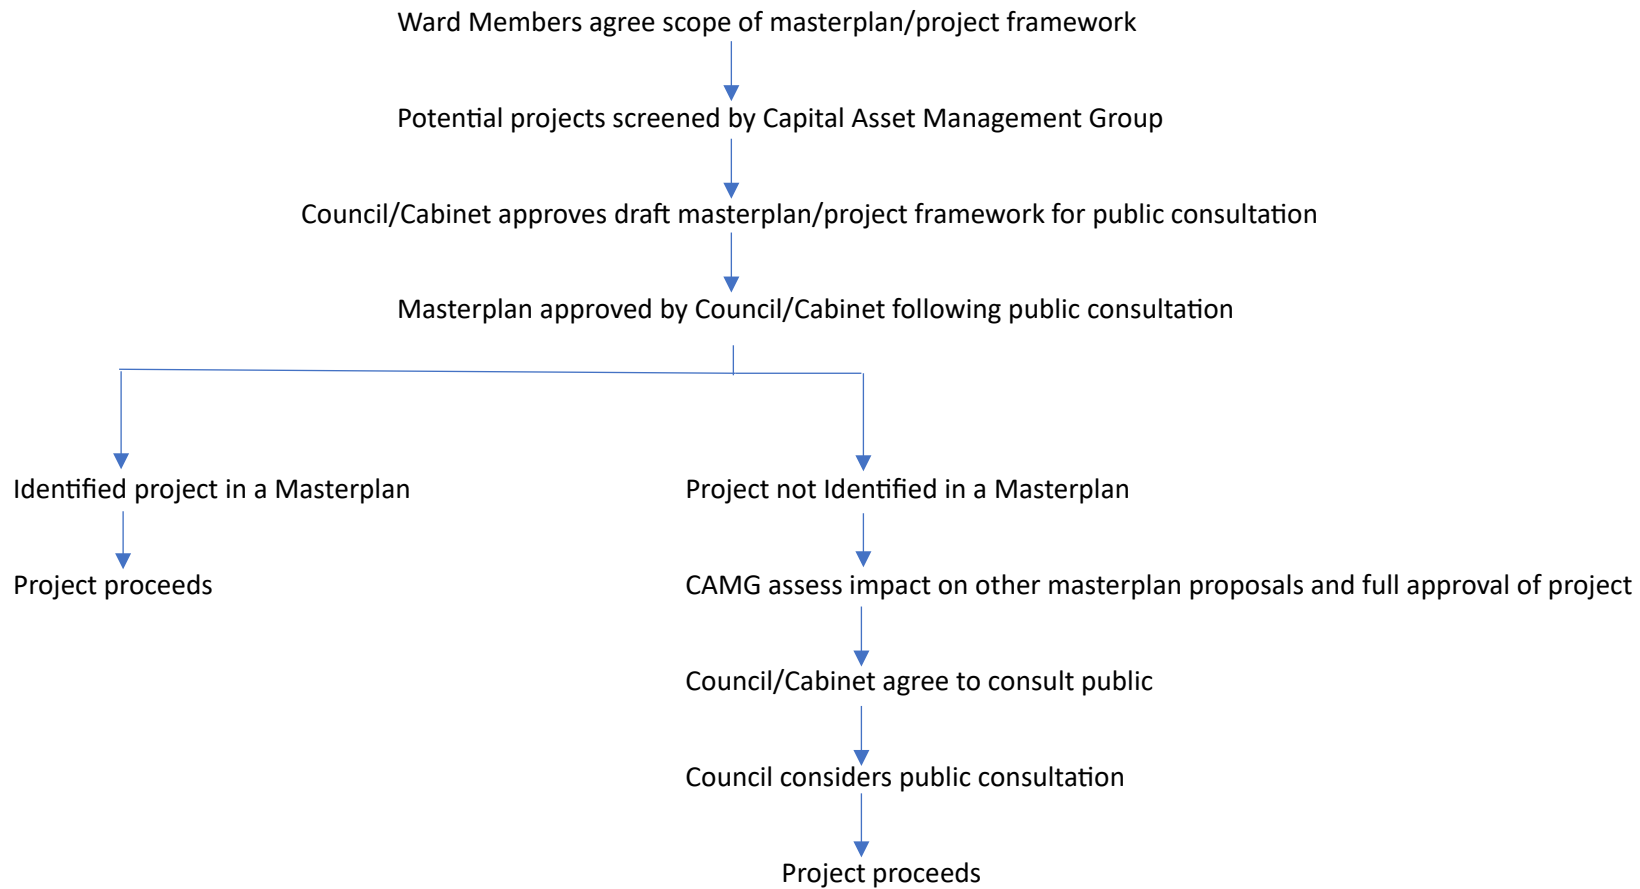 Ward Members agree scope of masterplan/project framework
Potential projects screened by Capital Asset Management Group
Council/Cabinet approves draft masterplan/project framework for public consultation
Masterplan approved by Council/Cabinet following public consultation
Identified project in a Masterplan
Project not Identified in a Masterplan
Project proceeds
CAMG assess impact on other masterplan proposals and full approval of project
Council/Cabinet agree to consult public
Council considers public consultation
Project proceeds